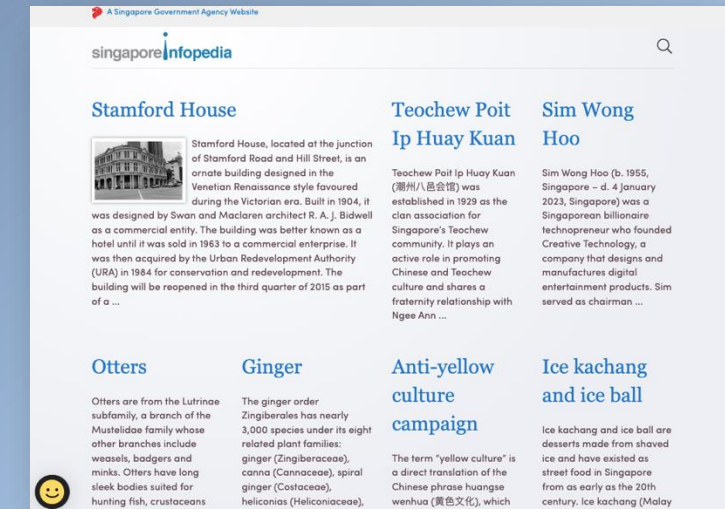 A Singapore Government Agency Website
singapore infopedia
Stamford House
Stamford House, located at the junction
of Stamford Road and Hill Street, is an
ornate building designed in the
Venetian Renaissance style favoured
during the Victorian era. Built in 1904, it
was designed by Swan and Maclaren architect R. A. J. Bidwell
as a commercial entity. The building was better known as a
hotel until it was sold in 1963 to a commercial enterprise. It
was then acquired by the Urban Redevelopment Authority
(URA) in 1984 for conservation and redevelopment. The
building will be reopened in the third quarter of 2015 as part
of a ...
Teochew Poit
Ip Huay Kuan
Teochew Poit Ip Huay Kuan
(潮州八邑会馆) was
established in 1929 as the
clan association for
Singapore's Teochew
community. It plays an
active role in promoting
Chinese and Teochew
culture and shares a
fraternity relationship with
Ngee Ann ...
Sim Wong
Hoo
Sim Wong Hoo (b. 1955,
Singapore – d. 4 January
2023, Singapore) was a
Singaporean billionaire
technopreneur who founded
Creative Technology, a
company that designs and
manufactures digital
entertainment products. Sim
served as chairman ...
Otters
Otters are from the Lutrinae
subfamily, a branch of the
Mustelidae family whose
other branches include
weasels, badgers and
minks. Otters have long
sleek bodies suited for
hunting fish, crustaceans
Ginger
The ginger order
Zingiberales has nearly
3,000 species under its eight
related plant families:
ginger (Zingiberaceae),
canna (Cannaceae), spiral
ginger (Costaceae),
heliconias (Heliconiaceae),
Anti-yellow
culture
campaign
The term "yellow culture" is
a direct translation of the
Chinese phrase huangse
wenhua (黄色文化), which
Ice kachang
and ice ball
Ice kachang and ice ball are
desserts made from shaved
ice and have existed as
street food in Singapore
from as early as the 20th
century. Ice kachang (Malay